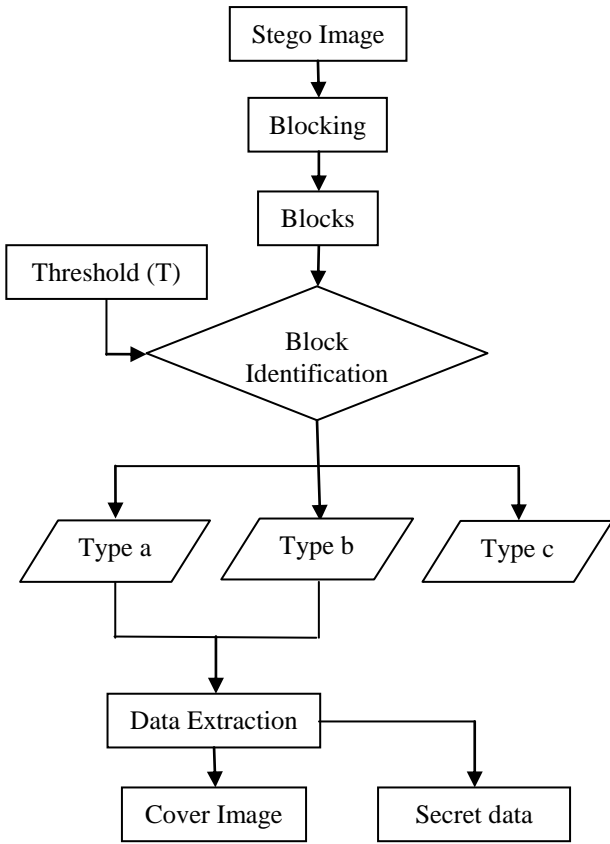 Stego Image
Blocking
Blocks
Threshold (T)
Block
Identification
Type a
Type b
Type c
Data Extraction
Cover Image
Secret data